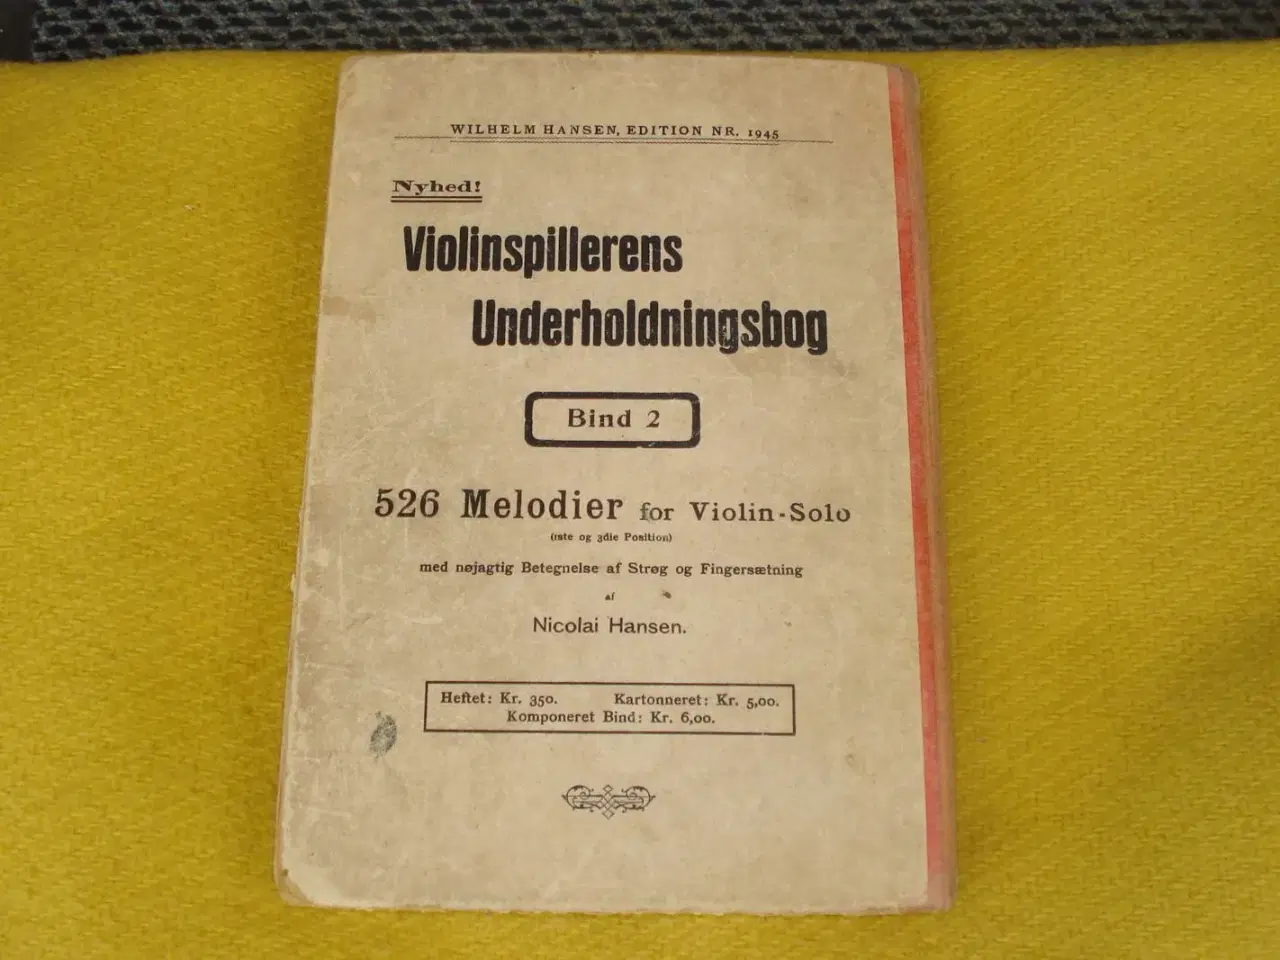 WILHELM HANSEN, EDITION NR. 1945
Nyhed!
Violinspillerens
Underholdningsbog
Bind 2
526 Melodier for Violin-Solo
(1ste og 3die Position)
med nøjagtig Betegnelse af Strøg og Fingersætning
af
Nicolai Hansen.
Heftet: Kr. 350. Kartonneret: Kr. 5,00.
Komponeret Bind: Kr. 6,00.